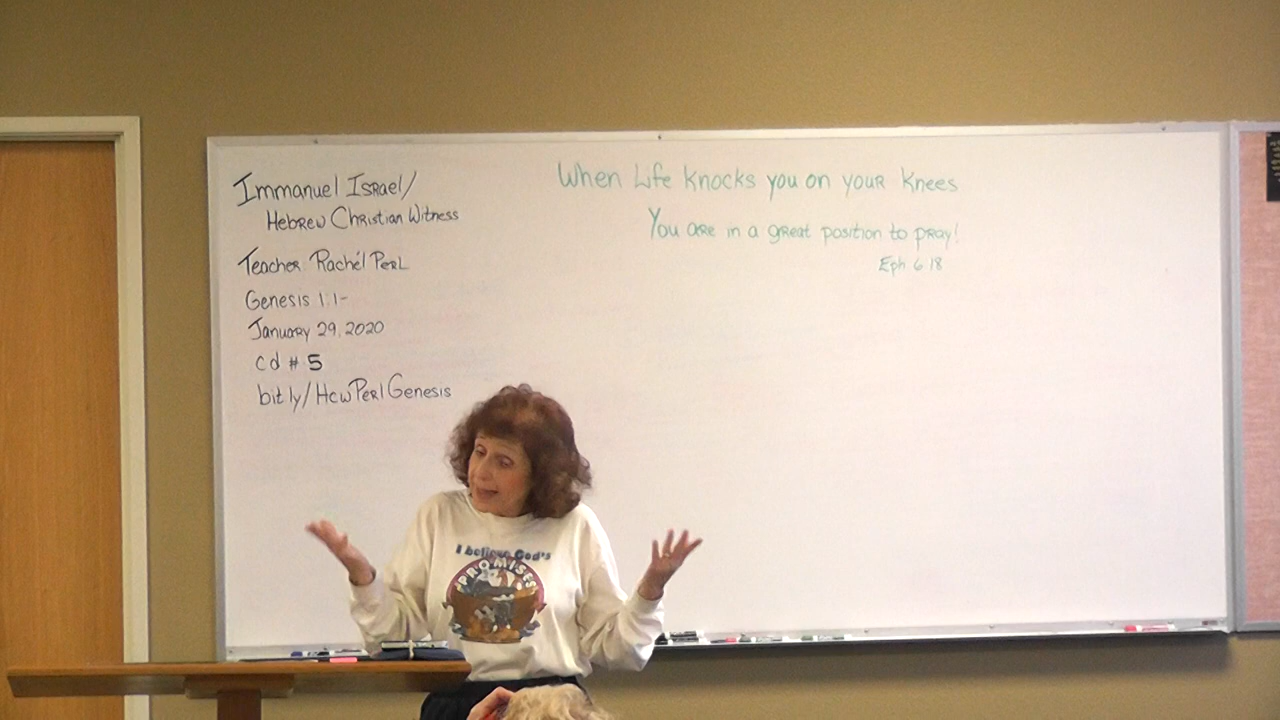 Immanuel Israel/
Hebrew Christian Witness
Teacher Rachél Perl
Genesis 1:1-
January 29, 2020
cd # 5
bit.ly/HcwPerlGenesis
When Life Knocks you on your Knees
You are in a great position to pray!
Eph 6:18
I believe God's
PROMISES